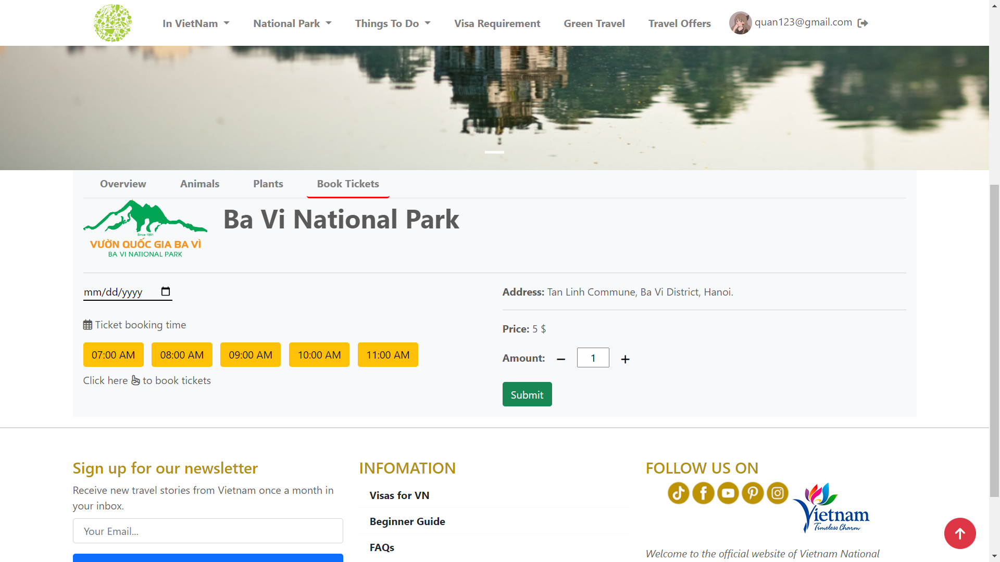 In VietNam
National Park
Things To Do
Visa Requirement
Green Travel
Travel Offers
quan123@gmail.com
Overview
Animals
Plants
Book Tickets
Since 1991
VƯỜN QUỐC GIA BA VÌ
BA VI NATIONAL PARK
Ba Vi National Park
mm/dd/yyyy
Ticket booking time
07:00 AM
08:00 AM
09:00 AM
10:00 AM
11:00 AM
Click here to book tickets
Address: Tan Linh Commune, Ba Vi District, Hanoi.
Price: 5 $
Amount: − 1 +
Submit
Sign up for our newsletter
Receive new travel stories from Vietnam once a month in
your inbox.
Your Email...
INFOMATION
Visas for VN
Beginner Guide
FAQs
FOLLOW US ON
Vietnam
Timeless Charm
Welcome to the official website of Vietnam National